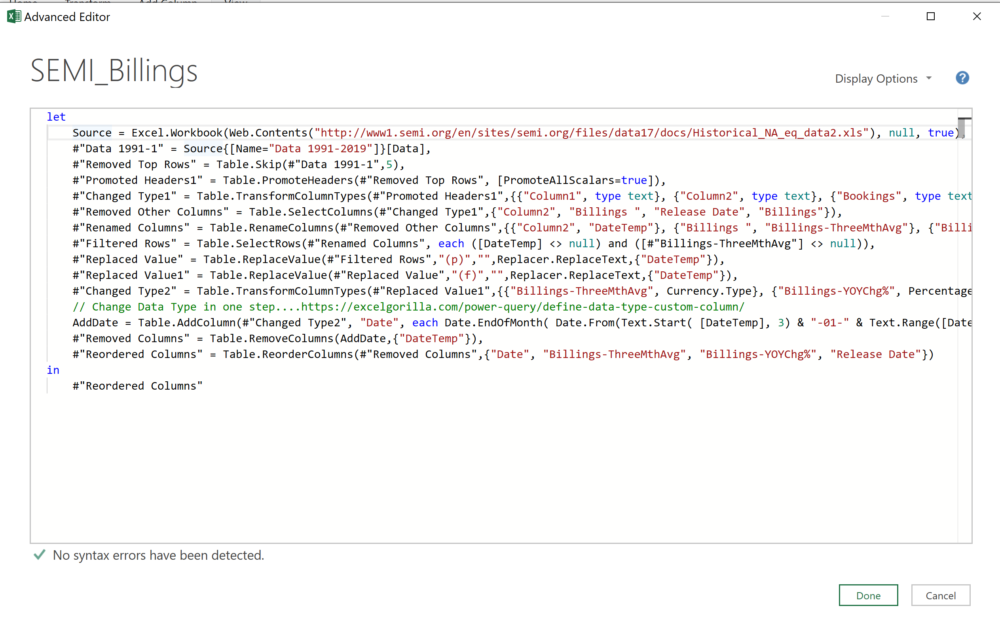 Home Transform Add Column View
Advanced Editor
SEMI_Billings
Display Options
let
Source = Excel.Workbook(Web.Contents("http://www1.semi.org/en/sites/semi.org/files/data17/docs/Historical_NA_eq_data2.xls"), null, true),
#"Data 1991-1" = Source{[Name="Data 1991-2019"]}[Data],
#"Removed Top Rows" = Table.Skip(#"Data 1991-1",5),
#"Promoted Headers1" = Table.PromoteHeaders(#"Removed Top Rows", [PromoteAllScalars=true]),
#"Changed Type1" = Table.TransformColumnTypes(#"Promoted Headers1",{{"Column1", type text}, {"Column2", type text}, {"Bookings", type text
#"Removed Other Columns" = Table.SelectColumns(#"Changed Type1",{"Column2", "Billings ", "Release Date", "Billings"}),
#"Renamed Columns" = Table.RenameColumns(#"Removed Other Columns",{{"Column2", "DateTemp"}, {"Billings ", "Billings-ThreeMthAvg"}, {"Billi
#"Filtered Rows" = Table.SelectRows(#"Renamed Columns", each ([DateTemp] <> null) and ([#"Billings-ThreeMthAvg"] <> null)),
#"Replaced Value" = Table.ReplaceValue(#"Filtered Rows","(p)","",Replacer.ReplaceText,{"DateTemp"}),
#"Replaced Value1" = Table.ReplaceValue(#"Replaced Value","(f)","",Replacer.ReplaceText,{"DateTemp"}),
#"Changed Type2" = Table.TransformColumnTypes(#"Replaced Value1",{{"Billings-ThreeMthAvg", Currency.Type}, {"Billings-YOYChg%", Percentage
// Change Data Type in one step....https://excelgorilla.com/power-query/define-data-type-custom-column/
AddDate = Table.AddColumn(#"Changed Type2", "Date", each Date.EndOfMonth( Date.From(Text.Start( [DateTemp], 3) & "-01-" & Text.Range([Date
#"Removed Columns" = Table.RemoveColumns(AddDate,{"DateTemp"}),
#"Reordered Columns" = Table.ReorderColumns(#"Removed Columns",{"Date", "Billings-ThreeMthAvg", "Billings-YOYChg%", "Release Date"})
in
#"Reordered Columns"
No syntax errors have been detected.
Done
Cancel